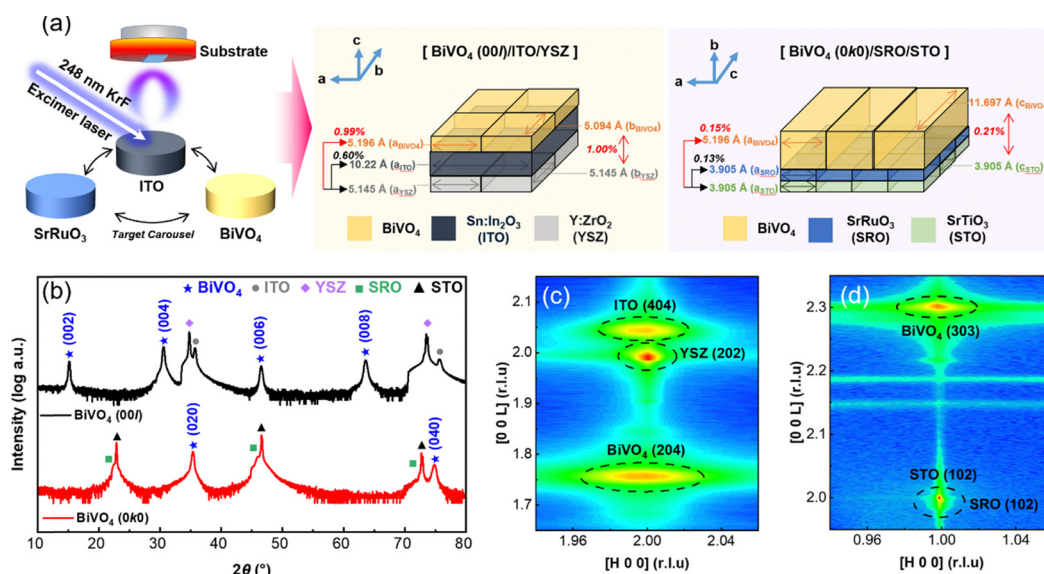 (a)
Substrate
248 nm KrF
Excimer laser
ITO
SrRuO₃
Target Carousel
BiVO₄
[ BiVO₄ (00l)/ITO/YSZ ]
c
b
a
0.99%
5.196 Å (aBiVO4)
0.60%
10.22 Å (aITO)
5.145 Å (aYSZ)
5.094 Å (bBiVO4)
1.00%
5.145 Å (bYSZ)
BiVO₄
Sn:In₂O₃
(ITO)
Y:ZrO₂
(YSZ)
[ BiVO₄ (0k0)/SRO/STO ]
b
c
a
0.15%
5.196 Å (aBiVO4)
0.13%
3.905 Å (aSRO)
3.905 Å (aSTO)
11.697 Å (cBiVO4)
0.21%
3.905 Å (cSTO)
BiVO₄
SrRuO₃
(SRO)
SrTiO₃
(STO)
(b)
★ BiVO₄ ● ITO ◆ YSZ ■ SRO ▲ STO
(002)
(004)
(006)
(008)
BiVO₄ (00l)
(020)
(040)
BiVO₄ (0k0)
Intensity (log a.u.)
10 20 30 40 50 60 70 80
2θ (°)
(c)
ITO (404)
YSZ (202)
BiVO₄ (204)
[0 0 L] (r.l.u)
2.1
2.0
1.9
1.8
1.7
1.96 2.00 2.04
[H 0 0] (r.l.u)
(d)
BiVO₄ (303)
STO (102)
SRO (102)
[0 0 L] (r.l.u)
2.3
2.2
2.1
2.0
0.96 1.00 1.04
[H 0 0] (r.l.u)